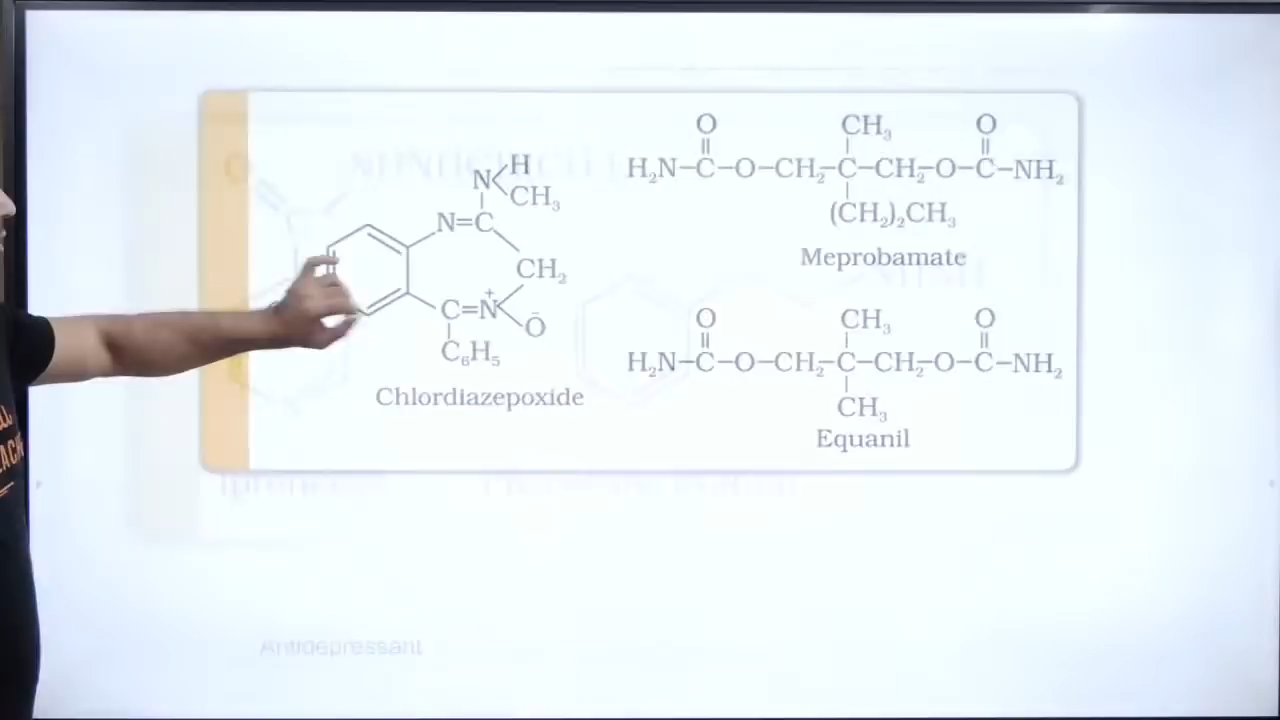 N H
CH₃
N=C
CH₂
C=N⁺
Ō
C₆H₅
Chlordiazepoxide
O CH₃ O
H₂N–C–O–CH₂–C–CH₂–O–C–NH₂
(CH₂)₂CH₃
Meprobamate
O CH₃ O
H₂N–C–O–CH₂–C–CH₂–O–C–NH₂
CH₃
Equanil
Antidepressant